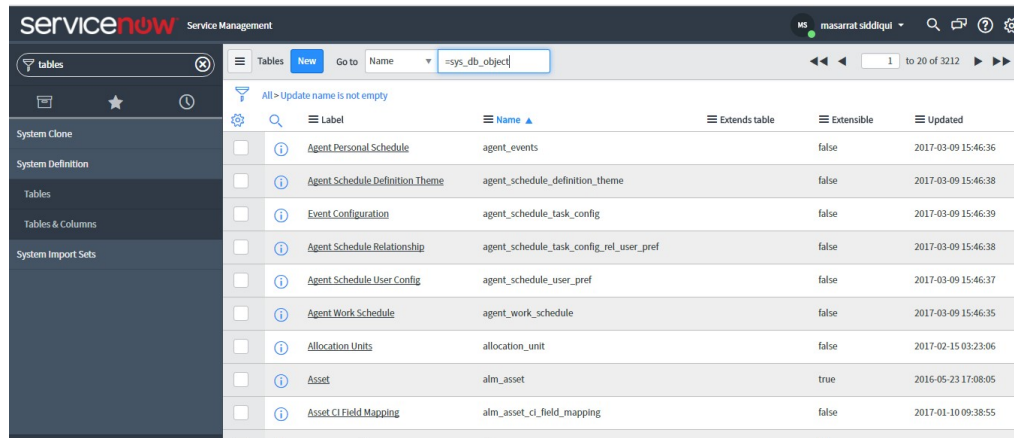 servicenow Service Management
MS masarrat siddiqui
tables
Tables New Go to Name =sys_db_object 1 to 20 of 3212
All > Update name is not empty
Label Name Extends table Extensible Updated
System Clone
System Definition
Tables
Tables & Columns
System Import Sets
Agent Personal Schedule agent_events false 2017-03-09 15:46:36
Agent Schedule Definition Theme agent_schedule_definition_theme false 2017-03-09 15:46:38
Event Configuration agent_schedule_task_config false 2017-03-09 15:46:39
Agent Schedule Relationship agent_schedule_task_config_rel_user_pref false 2017-03-09 15:46:38
Agent Schedule User Config agent_schedule_user_pref false 2017-03-09 15:46:37
Agent Work Schedule agent_work_schedule false 2017-03-09 15:46:35
Allocation Units allocation_unit false 2017-02-15 03:23:06
Asset alm_asset true 2016-05-23 17:08:05
Asset CI Field Mapping alm_asset_ci_field_mapping false 2017-01-10 09:38:55